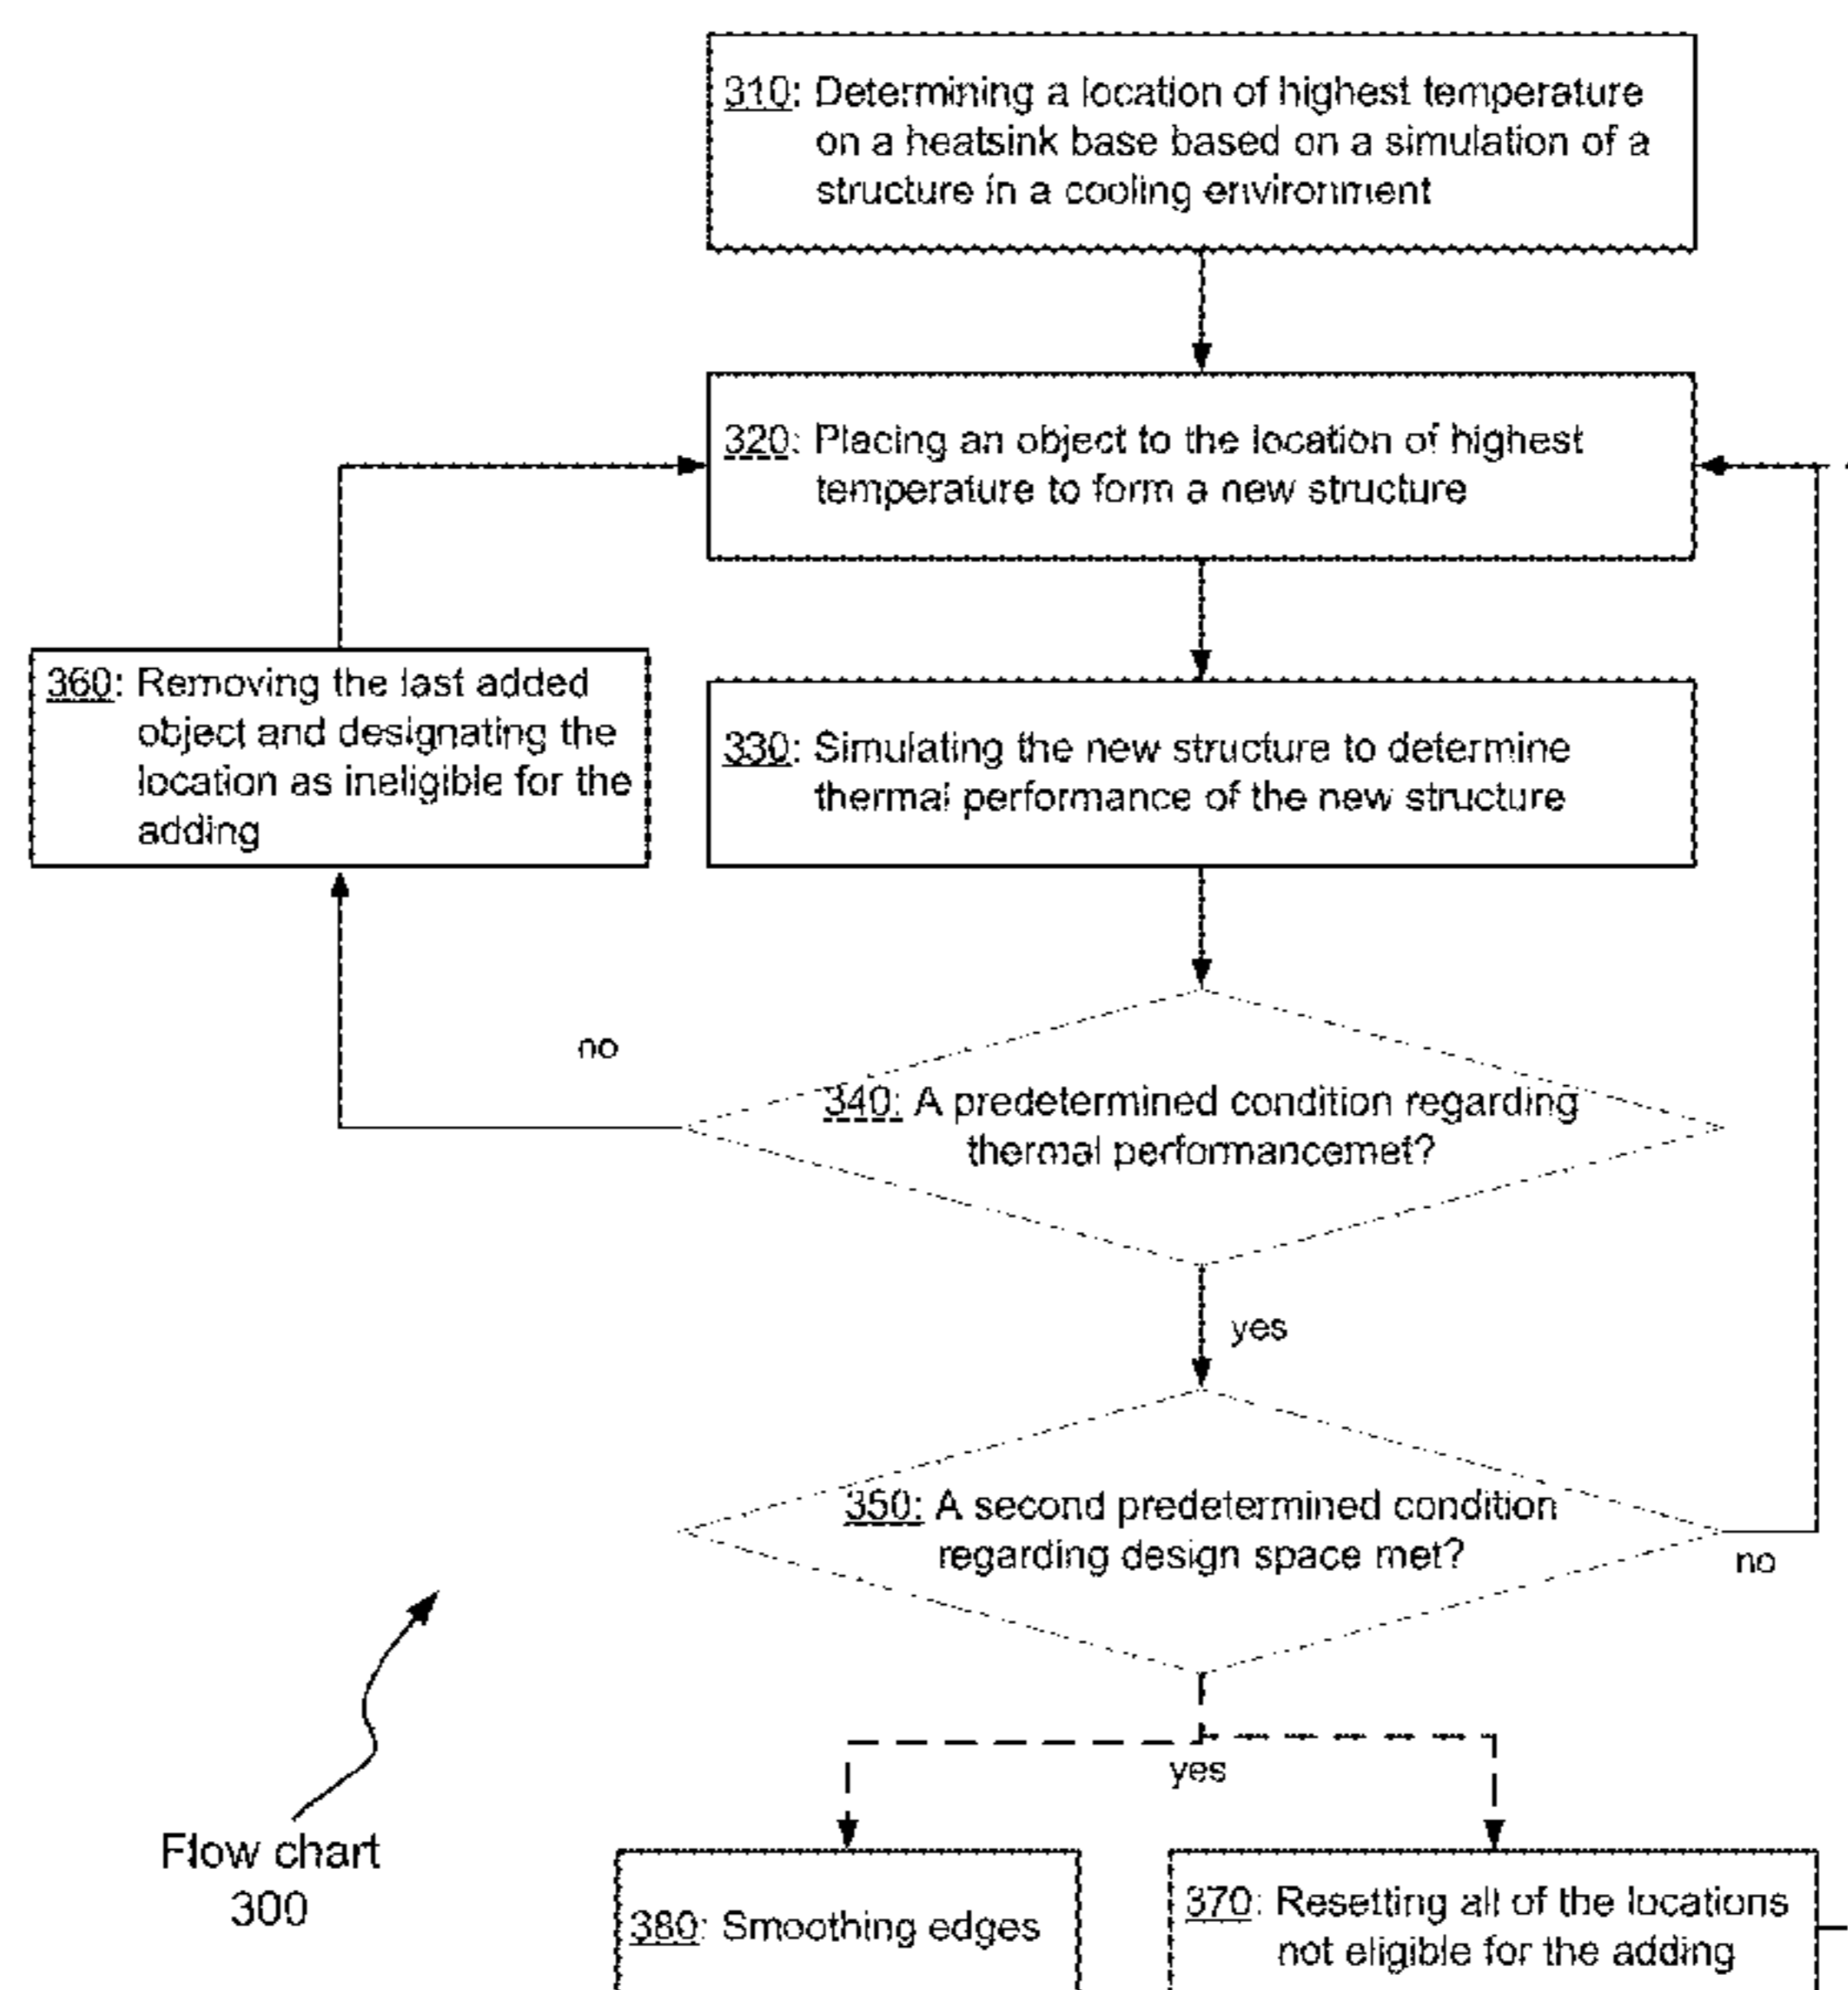 310: Determining a location of highest temperature
on a heatsink base based on a simulation of a
structure in a cooling environment
320: Placing an object to the location of highest
temperature to form a new structure
360: Removing the last added
object and designating the
location as ineligible for the
adding
330: Simulating the new structure to determine
thermal performance of the new structure
no
340: A predetermined condition regarding
thermal performancemet?
yes
350: A second predetermined condition
regarding design space met?
no
yes
Flow chart
300
380: Smoothing edges
370: Resetting all of the locations
not eligible for the adding